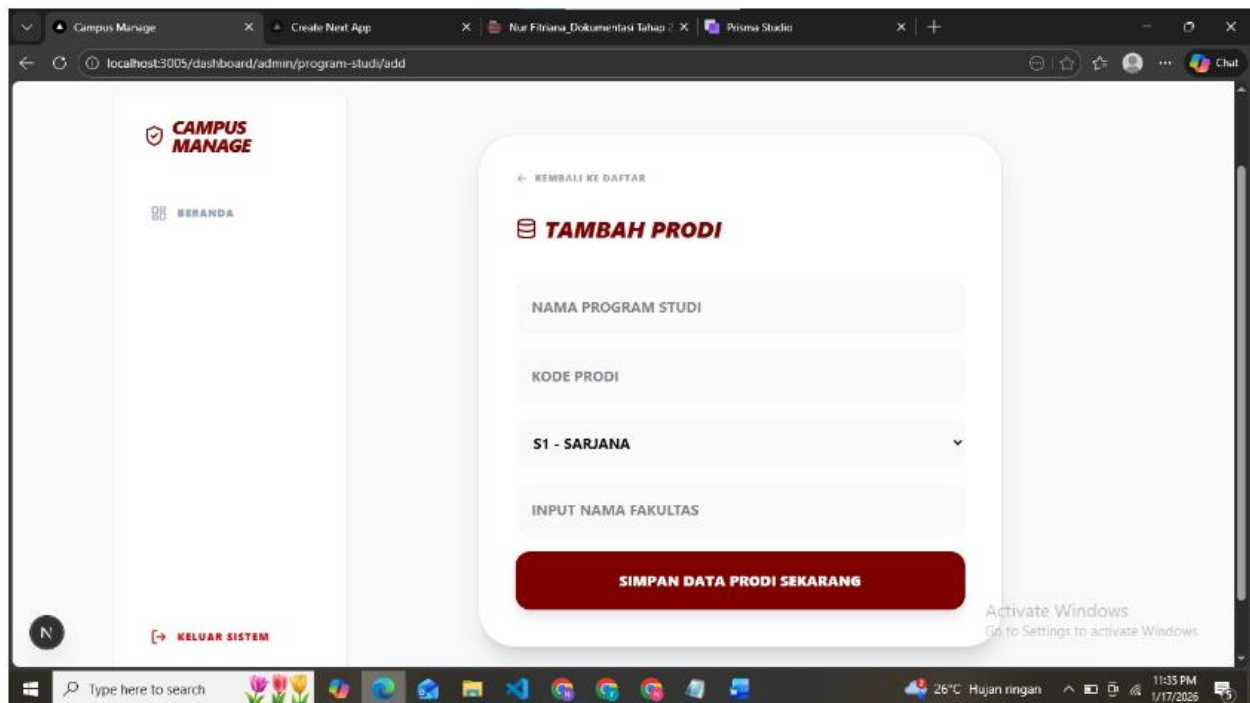 Campus Manage
Create Next App
Nur Fitriana_Dokumentasi Tahap 2
Prisma Studio
localhost:3005/dashboard/admin/program-studi/add
Chat
CAMPUS
MANAGE
BERANDA
KEMBALI KE DAFTAR
TAMBAH PRODI
NAMA PROGRAM STUDI
KODE PRODI
S1 - SARJANA
INPUT NAMA FAKULTAS
SIMPAN DATA PRODI SEKARANG
Activate Windows
Go to Settings to activate Windows.
N
KELUAR SISTEM
Type here to search
26°C Hujan ringan
11:35 PM
1/17/2026
5